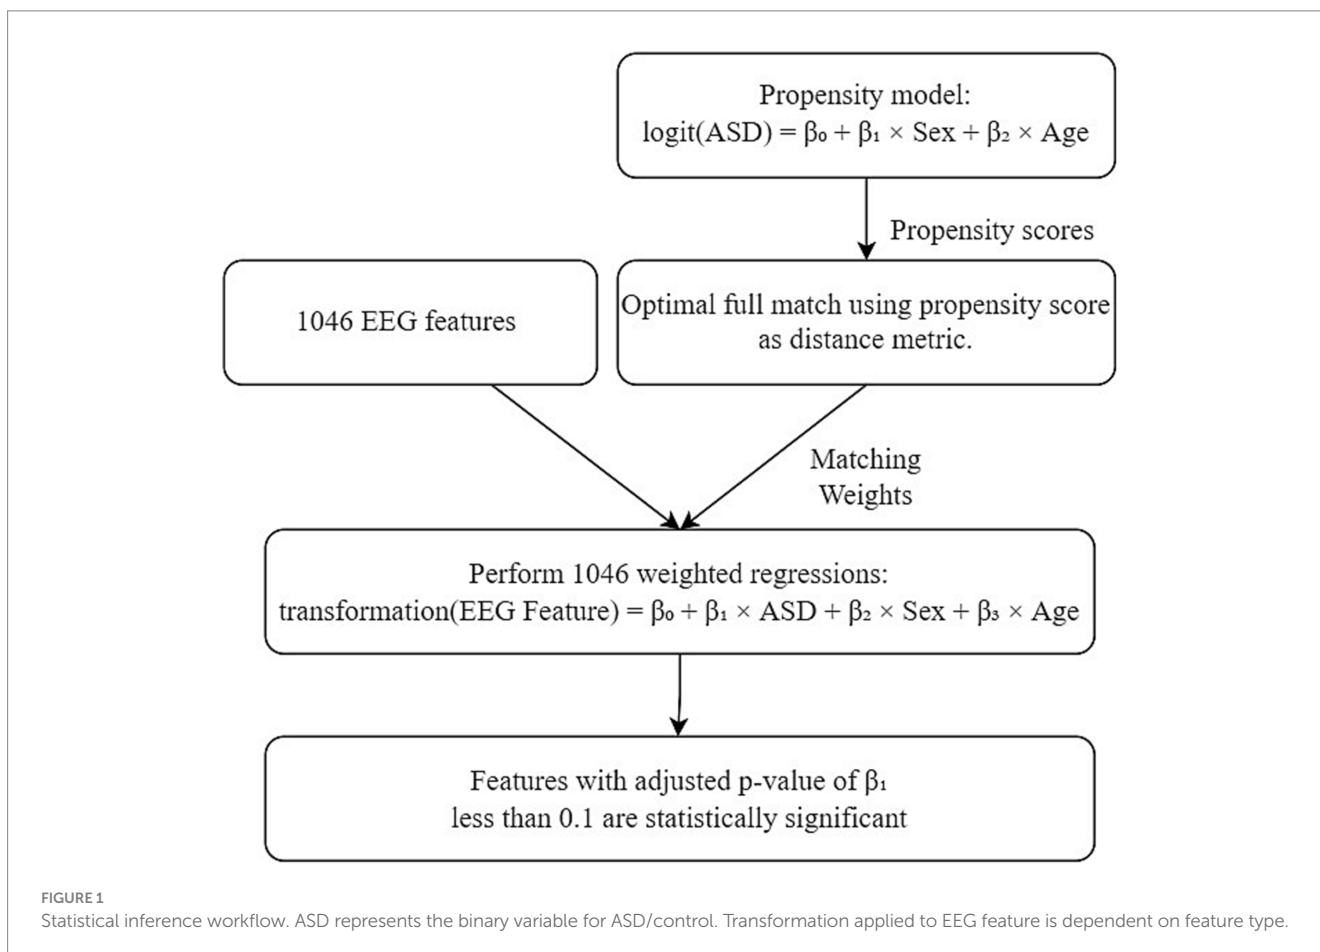 Propensity model:
logit(ASD) = β₀ + β₁ × Sex + β₂ × Age
Propensity scores
1046 EEG features
Optimal full match using propensity score
as distance metric.
Matching
Weights
Perform 1046 weighted regressions:
transformation(EEG Feature) = β₀ + β₁ × ASD + β₂ × Sex + β₃ × Age
Features with adjusted p-value of β₁
less than 0.1 are statistically significant
FIGURE 1
Statistical inference workflow. ASD represents the binary variable for ASD/control. Transformation applied to EEG feature is dependent on feature type.